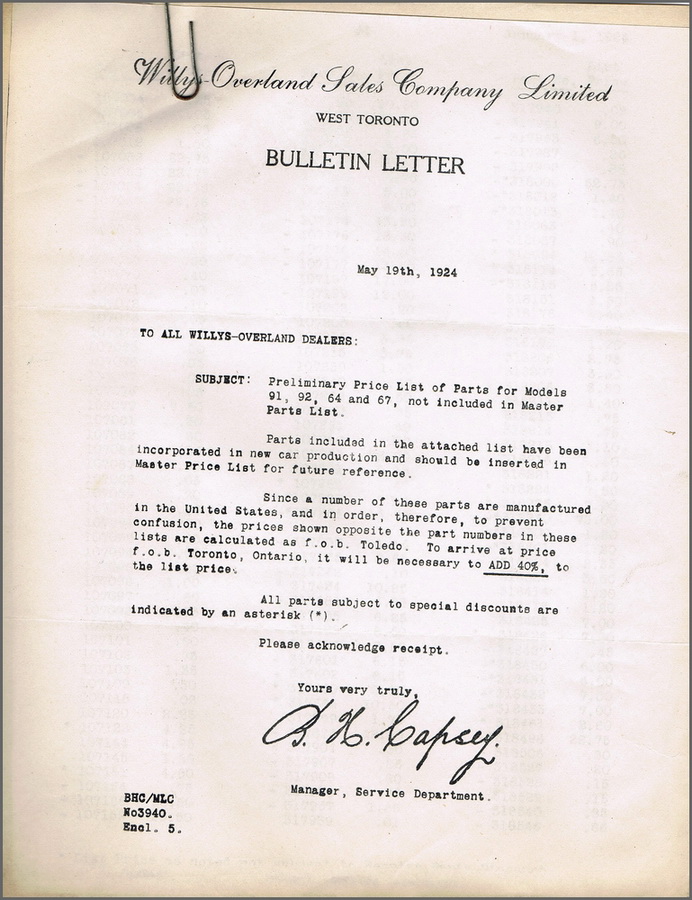 Willys-Overland Sales Company Limited
WEST TORONTO
BULLETIN LETTER
May 19th, 1924
TO ALL WILLYS-OVERLAND DEALERS:
SUBJECT: Preliminary Price List of Parts for Models
91, 92, 64 and 67, not included in Master
Parts List.
Parts included in the attached list have been
incorporated in new car production and should be inserted in
Master Price List for future reference.
Since a number of these parts are manufactured
in the United States, and in order, therefore, to prevent
confusion, the prices shown opposite the part numbers in these
lists are calculated as f.o.b. Toledo. To arrive at price
f.o.b. Toronto, Ontario, it will be necessary to ADD 40%, to
the list price.
All parts subject to special discounts are
indicated by an asterisk (*).
Please acknowledge receipt.
Yours very truly,
B. H. Capsey.
Manager, Service Department.
BHC/MLC
No3940.
Encl. 5.